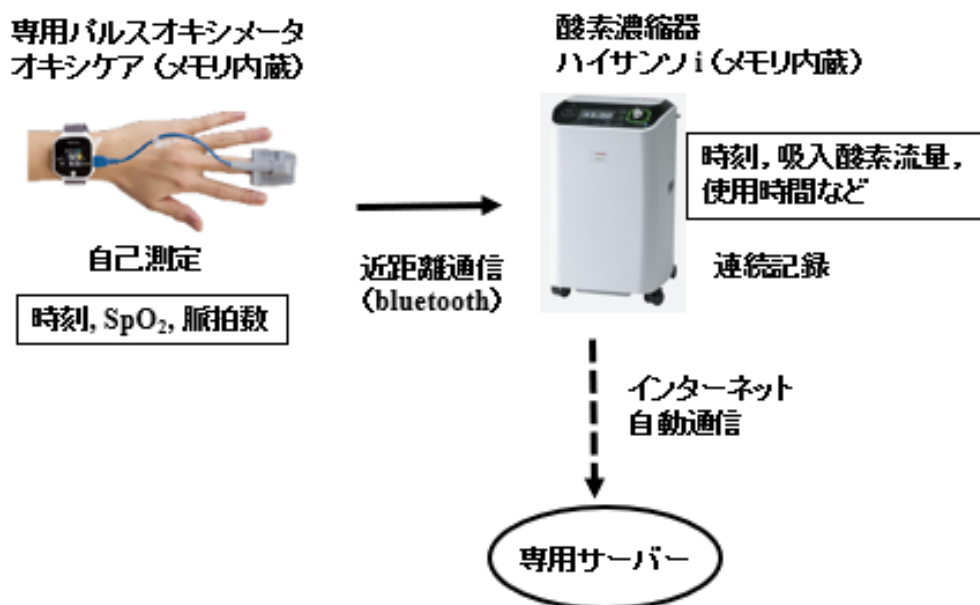 専用パルスオキシメータ
オキシケア（メモリ内蔵）
自己測定
時刻, SpO₂, 脈拍数
近距離通信
（bluetooth）
酸素濃縮器
ハイサンソi（メモリ内蔵）
時刻, 吸入酸素流量,
使用時間など
連続記録
インターネット
自動通信
専用サーバー